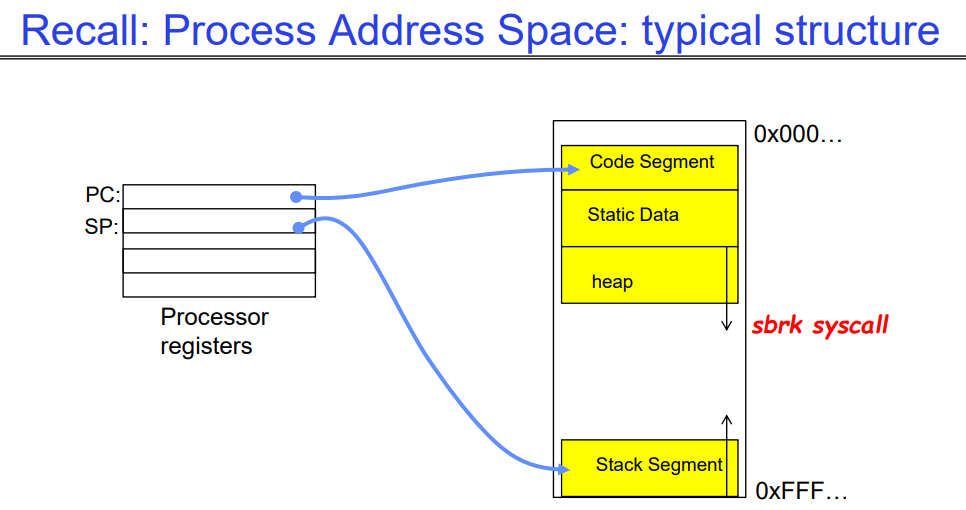 Recall: Process Address Space: typical structure
0x000…
Code Segment
PC:
Static Data
SP:
heap
Processor
registers
sbrk syscall
Stack Segment
0xFFF…